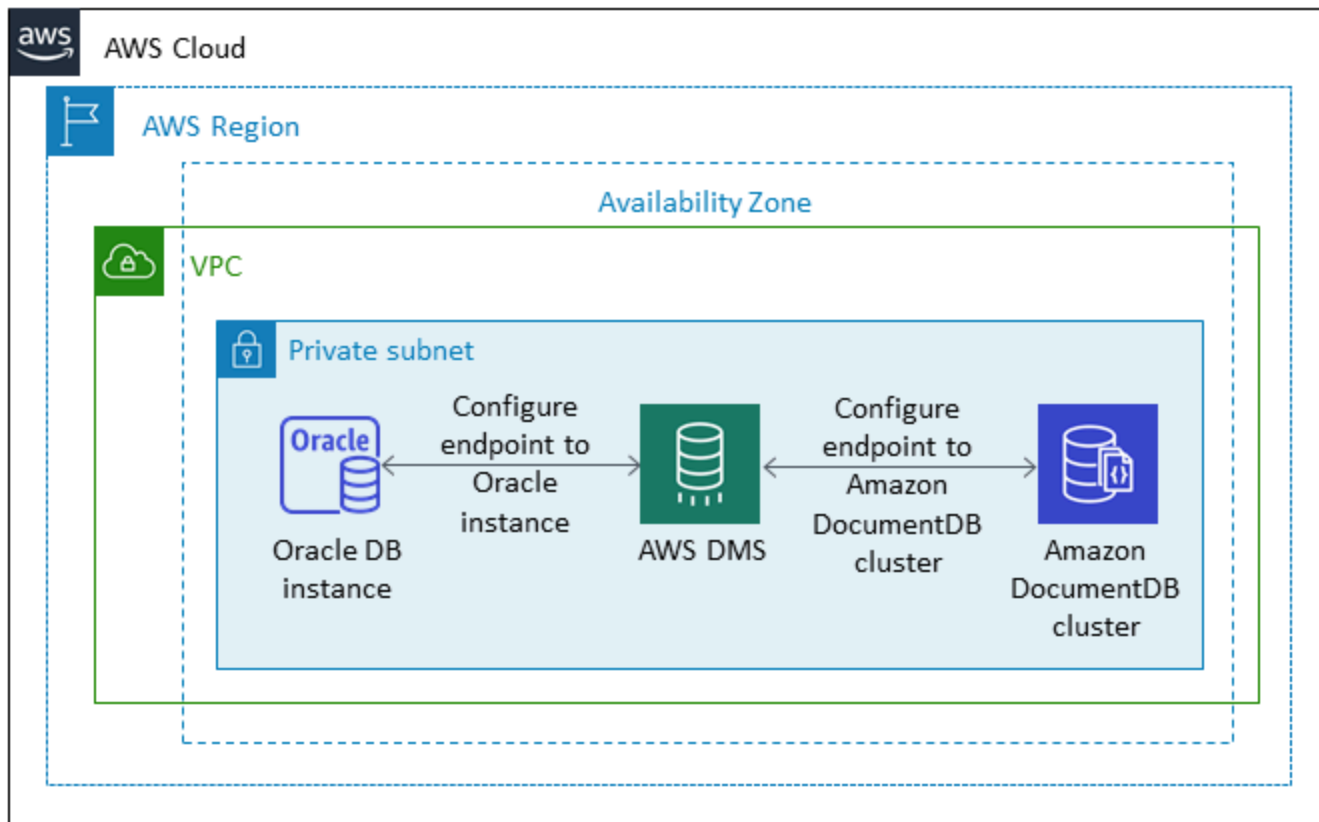 aws
AWS Cloud
AWS Region
Availability Zone
VPC
Private subnet
Oracle
Oracle DB
instance
Configure
endpoint to
Oracle
instance
AWS DMS
Configure
endpoint to
Amazon
DocumentDB
cluster
Amazon
DocumentDB
cluster